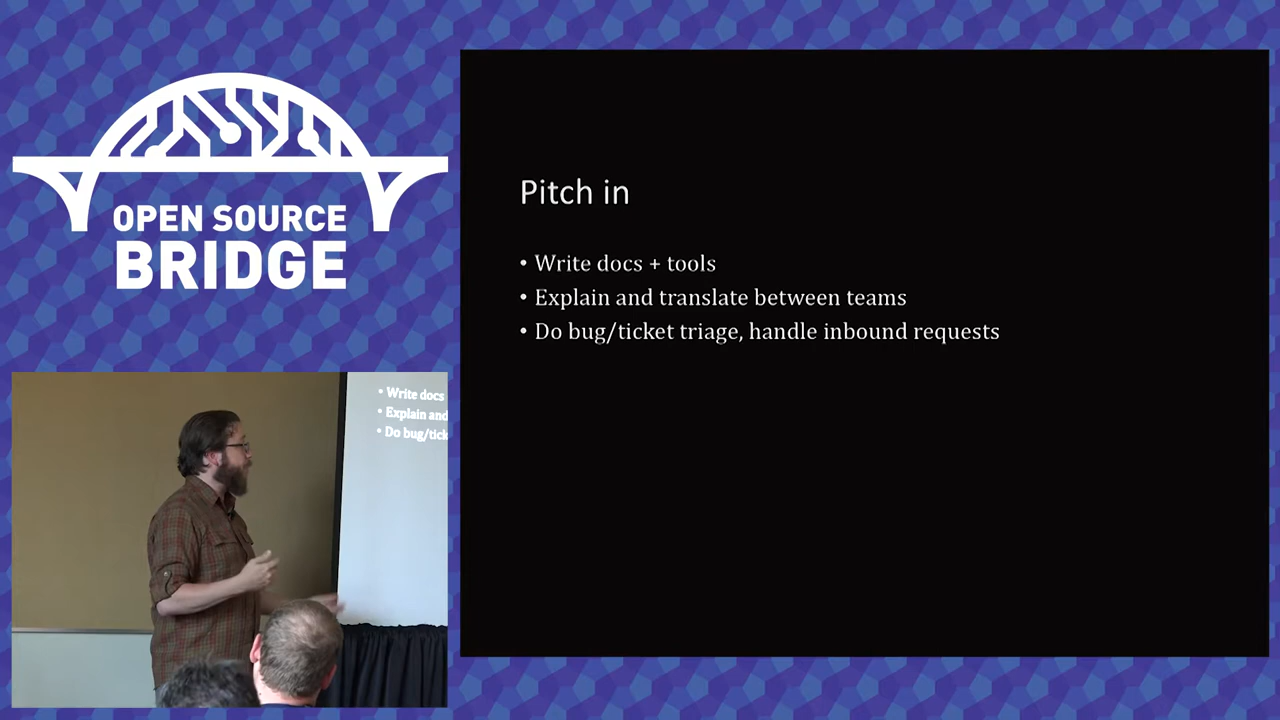 OPEN SOURCE
BRIDGE
Pitch in
• Write docs + tools
• Explain and translate between teams
• Do bug/ticket triage, handle inbound requests
• Write docs
• Explain and
• Do bug/tick